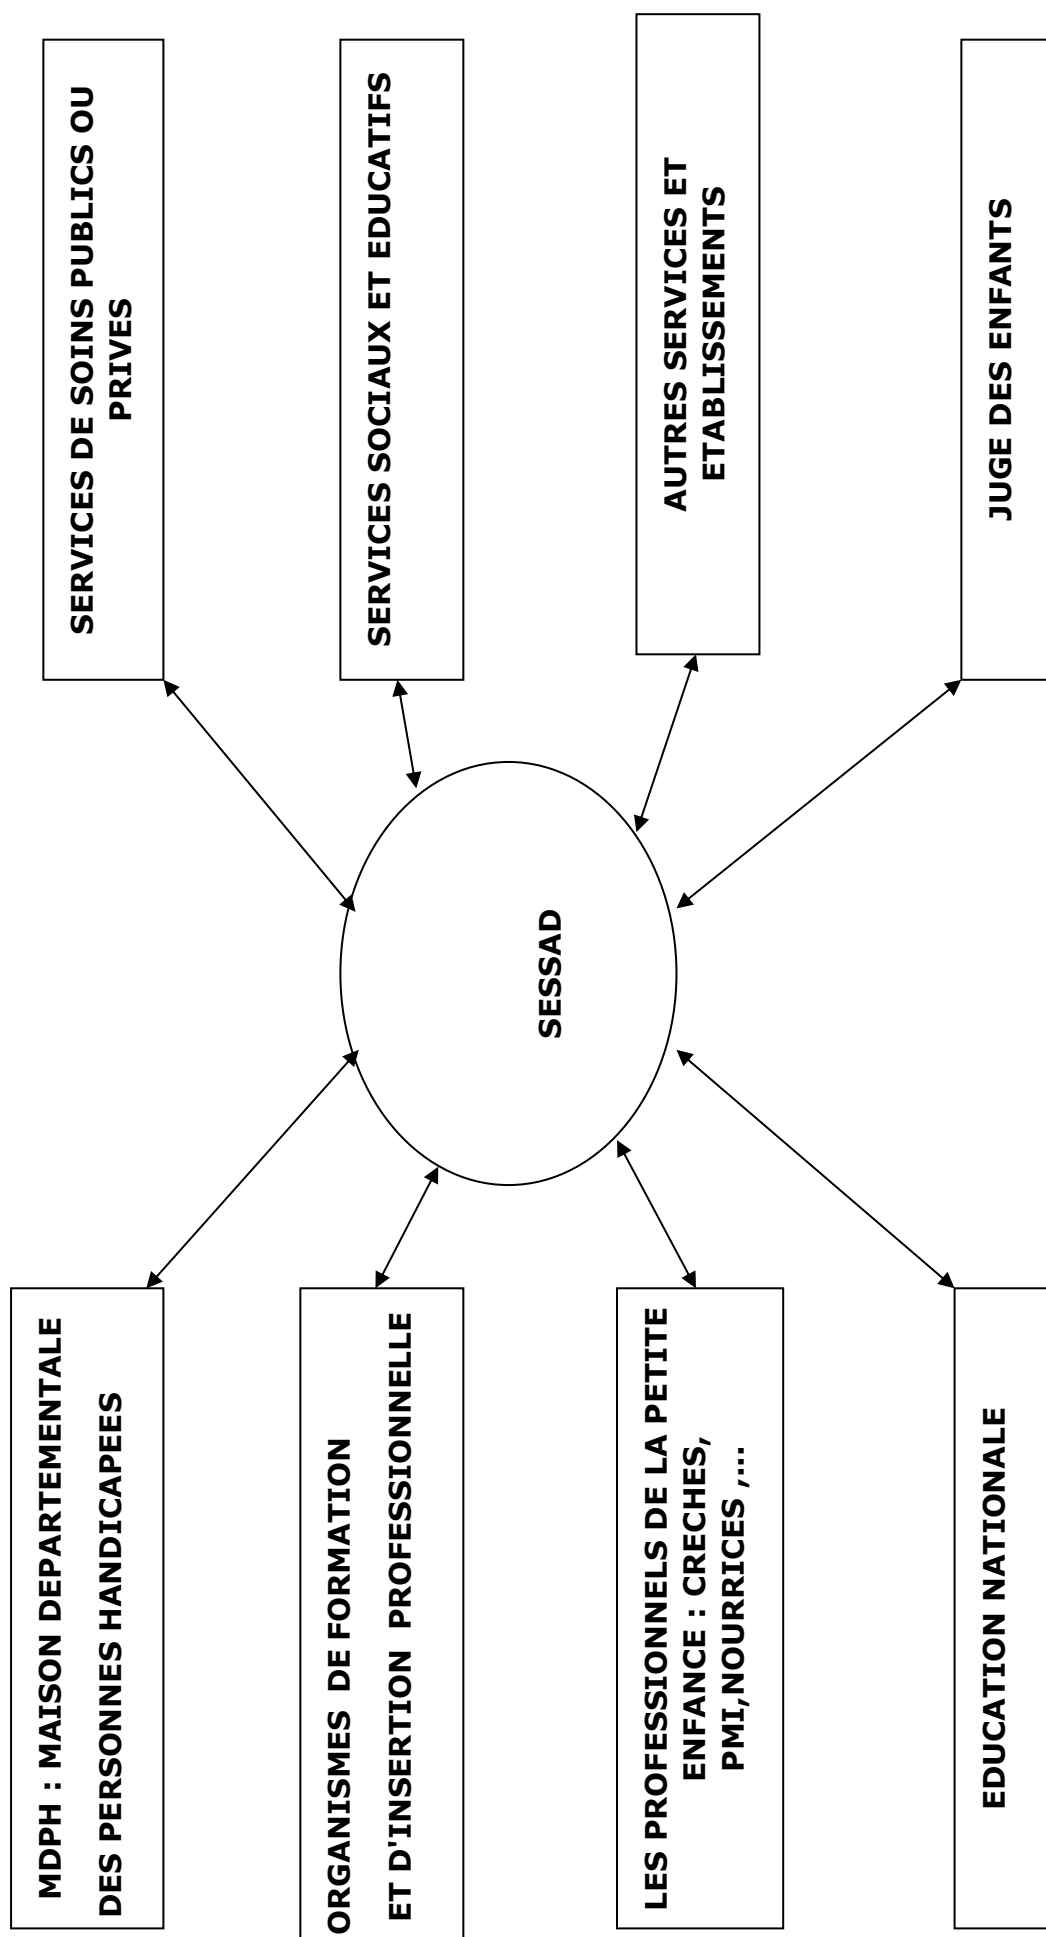 MDPH : MAISON DEPARTEMENTALE
DES PERSONNES HANDICAPEES
SERVICES DE SOINS PUBLICS OU
PRIVES
ORGANISMES DE FORMATION
ET D'INSERTION PROFESSIONNELLE
SERVICES SOCIAUX ET EDUCATIFS
SESSAD
LES PROFESSIONNELS DE LA PETITE
ENFANCE : CRECHES,
PMI,NOURRICES ,...
AUTRES SERVICES ET
ETABLISSEMENTS
EDUCATION NATIONALE
JUGE DES ENFANTS